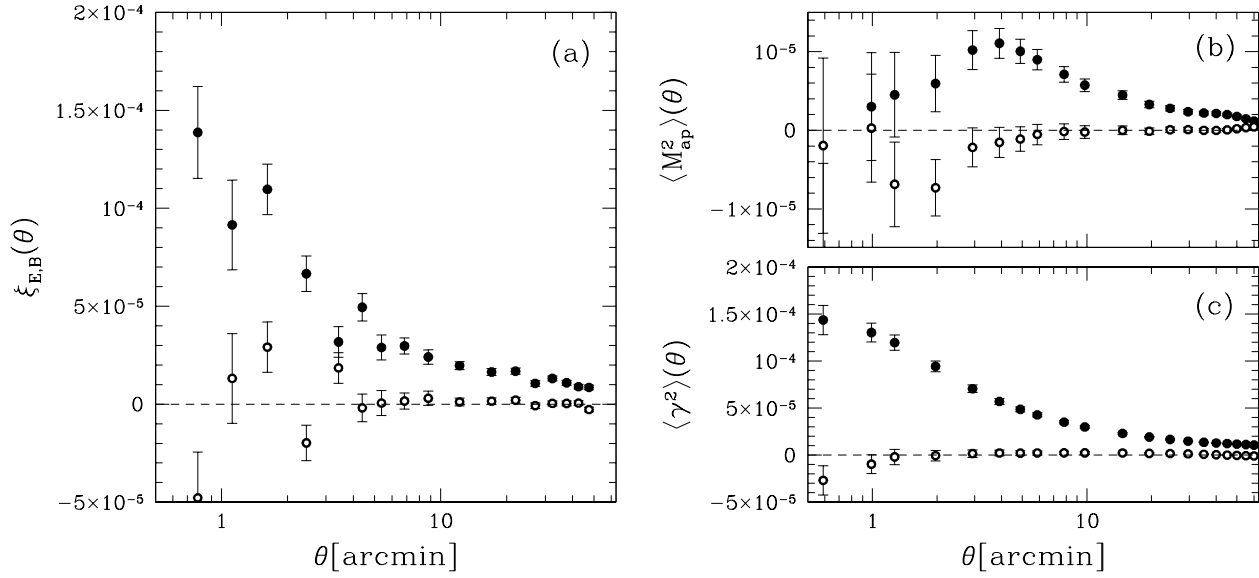 (a)
2×10⁻⁴
1.5×10⁻⁴
10⁻⁴
5×10⁻⁵
0
−5×10⁻⁵
ξE,B(θ)
1
10
θ[arcmin]
(b)
10⁻⁵
0
−1×10⁻⁵
⟨M²ap⟩(θ)
(c)
2×10⁻⁴
1.5×10⁻⁴
10⁻⁴
5×10⁻⁵
0
−5×10⁻⁵
⟨γ²⟩(θ)
1
10
θ[arcmin]